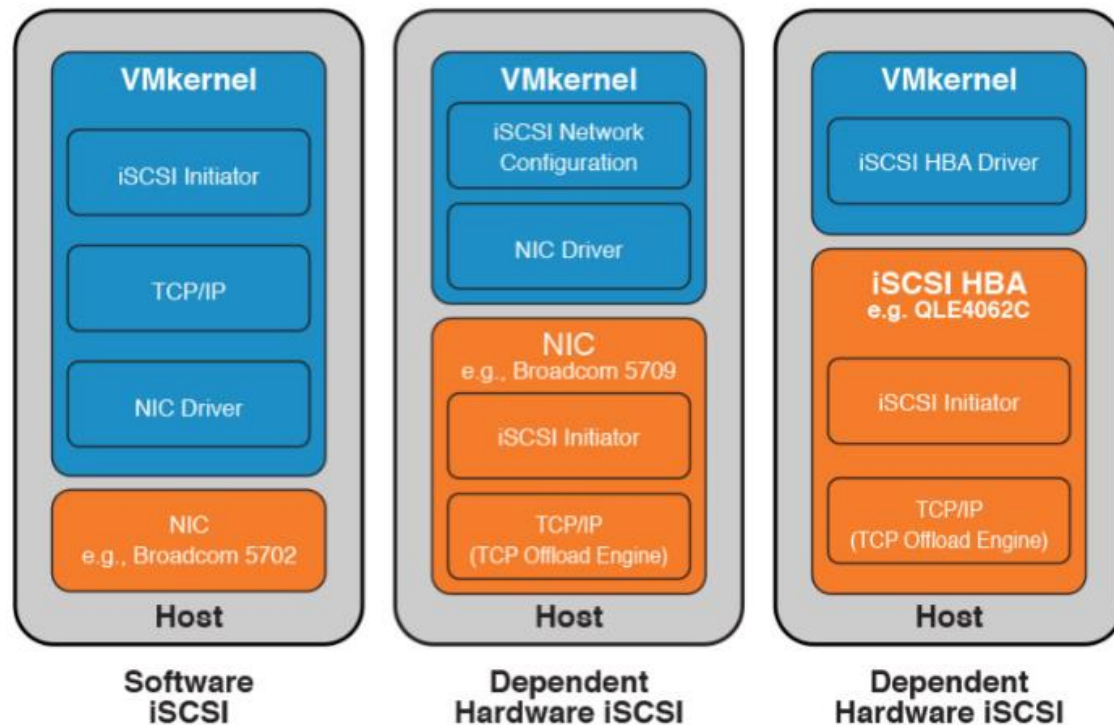 VMkernel
iSCSI Initiator
TCP/IP
NIC Driver
NIC
e.g., Broadcom 5702
Host
Software
iSCSI
VMkernel
iSCSI Network
Configuration
NIC Driver
NIC
e.g., Broadcom 5709
iSCSI Initiator
TCP/IP
(TCP Offload Engine)
Host
Dependent
Hardware iSCSI
VMkernel
iSCSI HBA Driver
iSCSI HBA
e.g. QLE4062C
iSCSI Initiator
TCP/IP
(TCP Offload Engine)
Host
Dependent
Hardware iSCSI